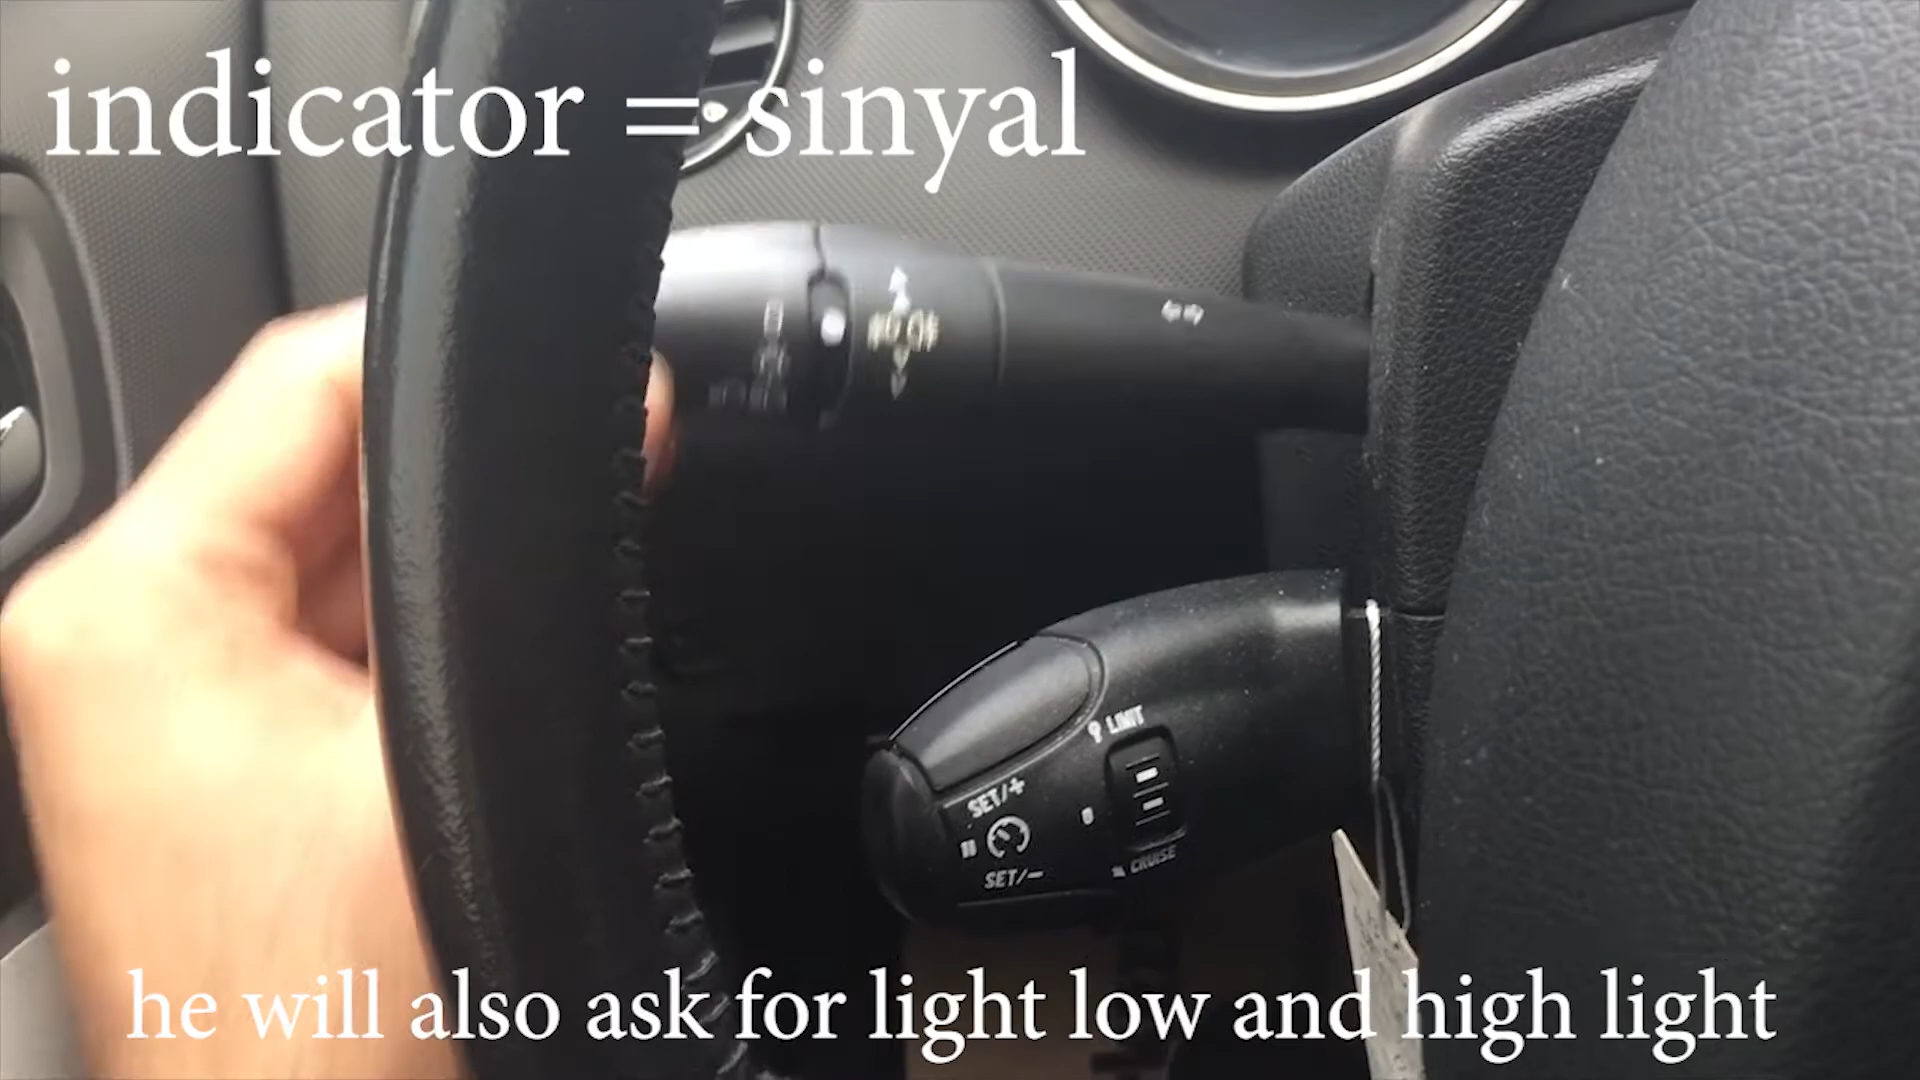 indicator = sinyal
LIMIT
SET/+
SET/-
CRUISE
he will also ask for light low and high light